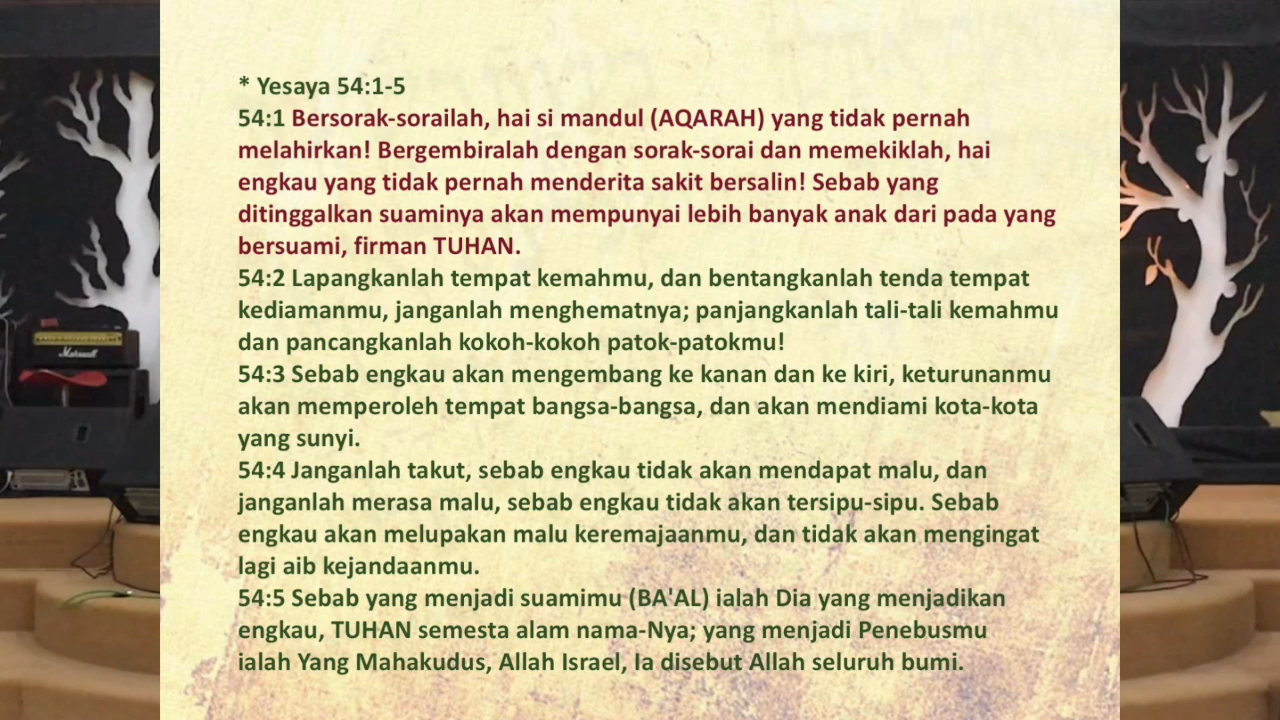 * Yesaya 54:1-5
54:1 Bersorak-sorailah, hai si mandul (AQARAH) yang tidak pernah
melahirkan! Bergembiralah dengan sorak-sorai dan memekiklah, hai
engkau yang tidak pernah menderita sakit bersalin! Sebab yang
ditinggalkan suaminya akan mempunyai lebih banyak anak dari pada yang
bersuami, firman TUHAN.
54:2 Lapangkanlah tempat kemahmu, dan bentangkanlah tenda tempat
kediamanmu, janganlah menghematnya; panjangkanlah tali-tali kemahmu
dan pancangkanlah kokoh-kokoh patok-patokmu!
54:3 Sebab engkau akan mengembang ke kanan dan ke kiri, keturunanmu
akan memperoleh tempat bangsa-bangsa, dan akan mendiami kota-kota
yang sunyi.
54:4 Janganlah takut, sebab engkau tidak akan mendapat malu, dan
janganlah merasa malu, sebab engkau tidak akan tersipu-sipu. Sebab
engkau akan melupakan malu keremajaanmu, dan tidak akan mengingat
lagi aib kejandaanmu.
54:5 Sebab yang menjadi suamimu (BA'AL) ialah Dia yang menjadikan
engkau, TUHAN semesta alam nama-Nya; yang menjadi Penebusmu
ialah Yang Mahakudus, Allah Israel, Ia disebut Allah seluruh bumi.
Marshall